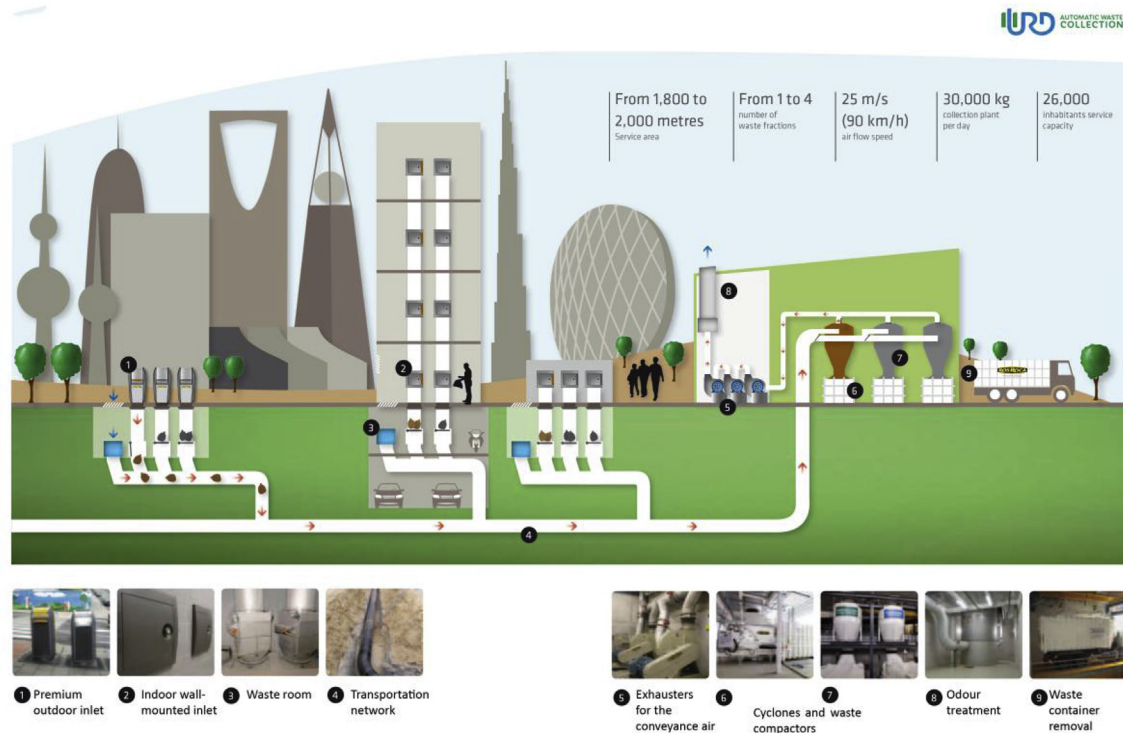 URD AUTOMATIC WASTE
COLLECTION
From 1,800 to
2,000 metres
Service area
From 1 to 4
number of
waste fractions
25 m/s
(90 km/h)
air flow speed
30,000 kg
collection plant
per day
26,000
inhabitants service
capacity
8
1
2
7
9
6
5
3
4
1 Premium
outdoor inlet
2 Indoor wall-
mounted inlet
3 Waste room
4 Transportation
network
5 Exhausters
for the
conveyance air
6
7
Cyclones and waste
compactors
8 Odour
treatment
9 Waste
container
removal